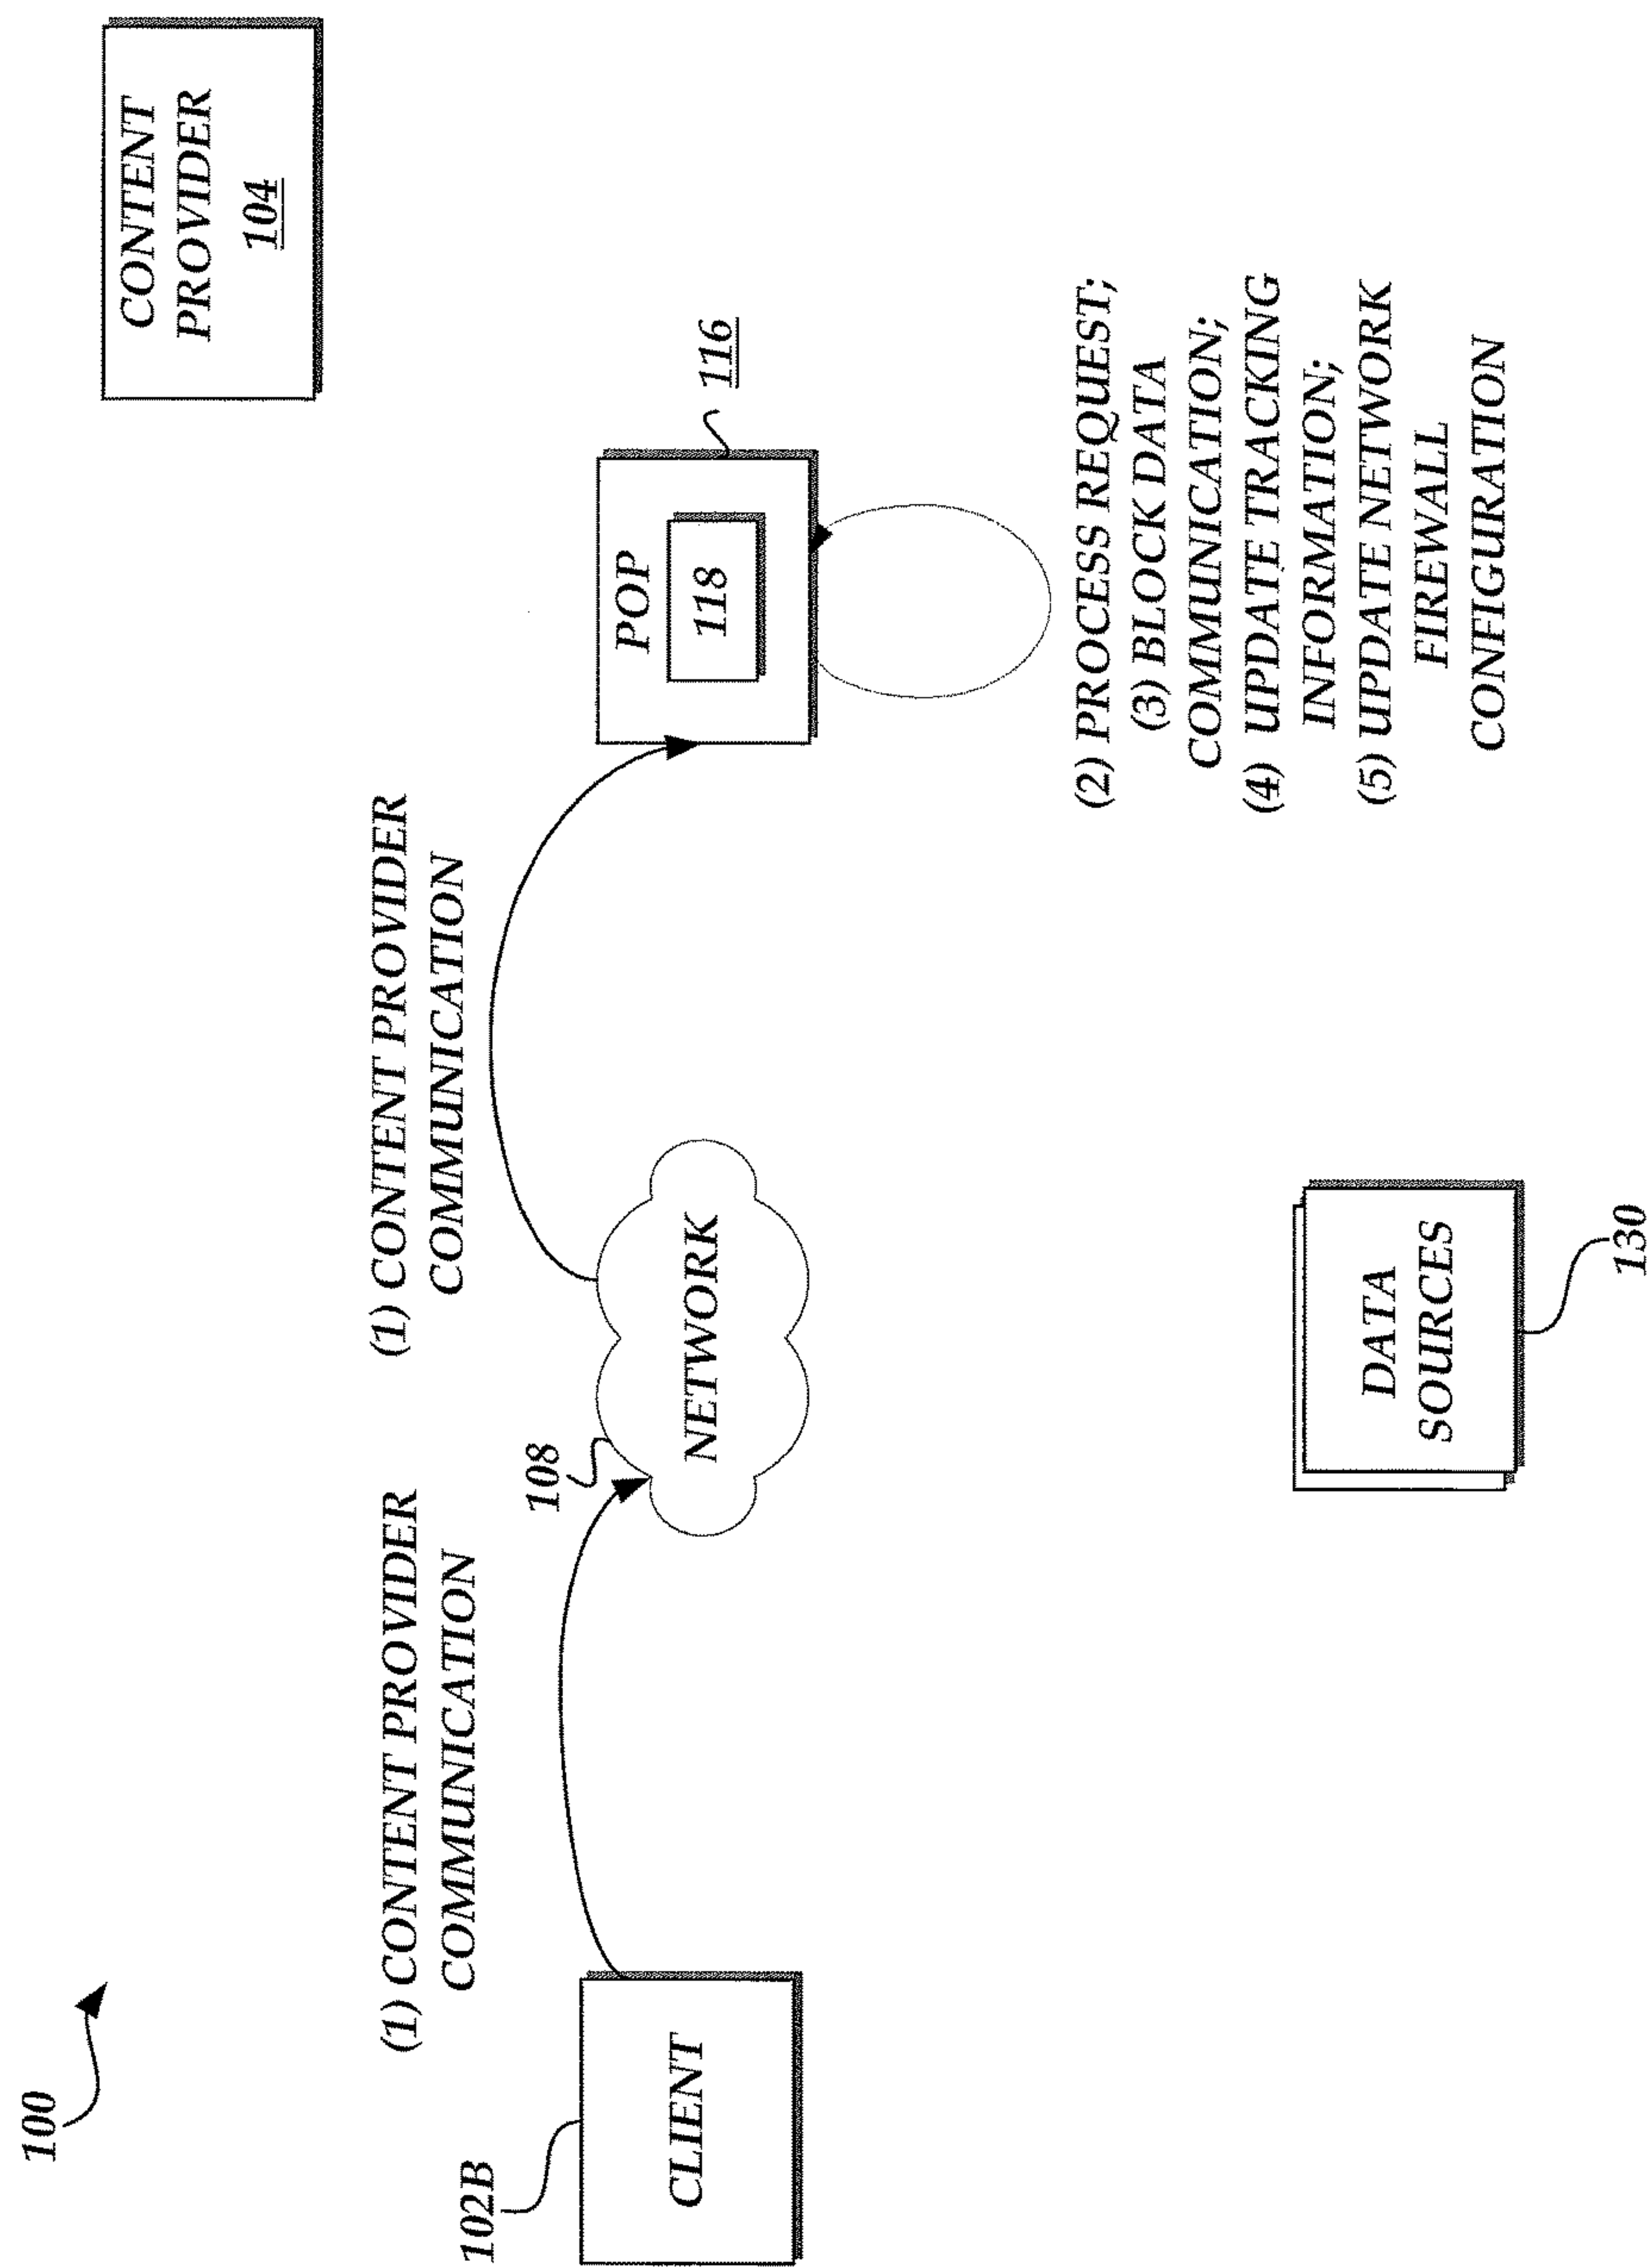 100
CONTENT
PROVIDER
104
(1) CONTENT PROVIDER
COMMUNICATION
(1) CONTENT PROVIDER
COMMUNICATION
102B
CLIENT
108
NETWORK
POP
118
116
(2) PROCESS REQUEST;
(3) BLOCK DATA
COMMUNICATION;
(4) UPDATE TRACKING
INFORMATION;
(5) UPDATE NETWORK
FIREWALL
CONFIGURATION
DATA
SOURCES
130